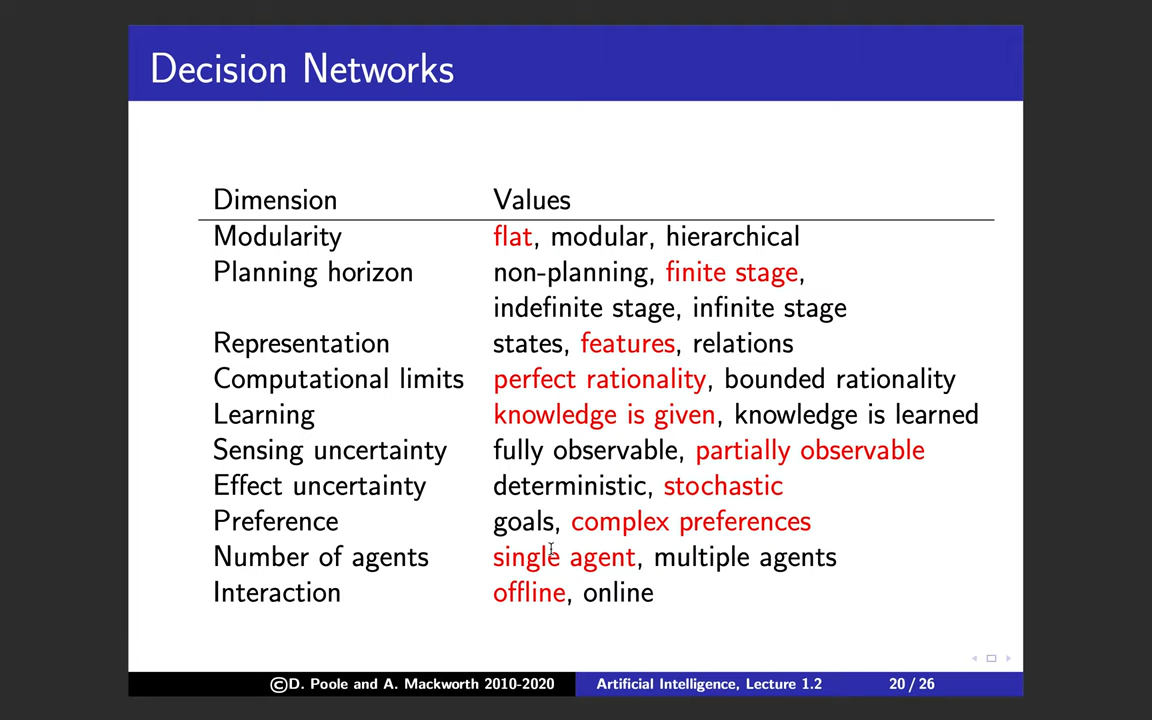 Decision Networks
Dimension Values
Modularity flat, modular, hierarchical
Planning horizon non-planning, finite stage,
indefinite stage, infinite stage
Representation states, features, relations
Computational limits perfect rationality, bounded rationality
Learning knowledge is given, knowledge is learned
Sensing uncertainty fully observable, partially observable
Effect uncertainty deterministic, stochastic
Preference goals, complex preferences
Number of agents single agent, multiple agents
Interaction offline, online
©D. Poole and A. Mackworth 2010-2020 Artificial Intelligence, Lecture 1.2 20 / 26